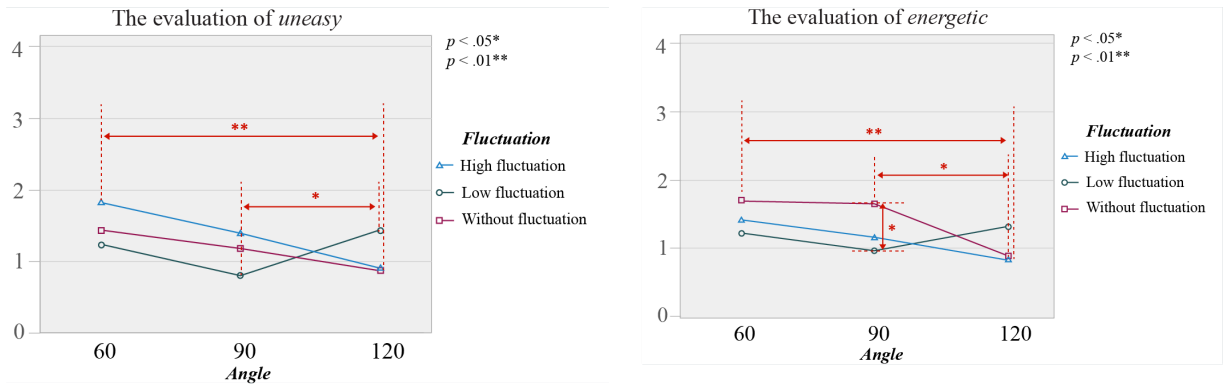 The evaluation of uneasy
p < .05*
p < .01**
4
3
2
1
0
**
*
60
90
120
Angle
Fluctuation
High fluctuation
Low fluctuation
Without fluctuation
The evaluation of energetic
p < .05*
p < .01**
4
3
2
1
0
**
*
*
60
90
120
Angle
Fluctuation
High fluctuation
Low fluctuation
Without fluctuation